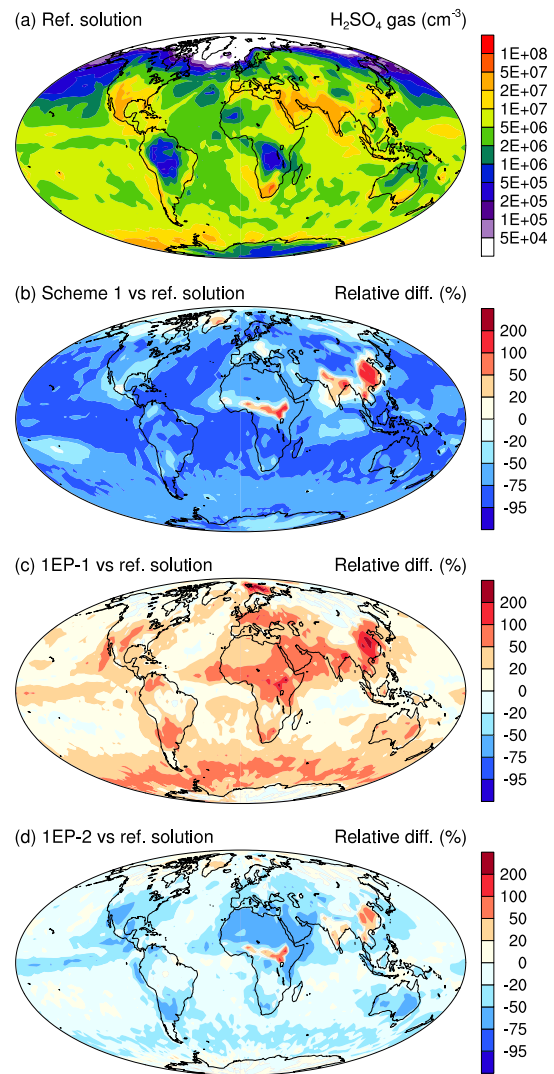 (a) Ref. solution H₂SO₄ gas (cm⁻³)
1E+08
5E+07
2E+07
1E+07
5E+06
2E+06
1E+06
5E+05
2E+05
1E+05
5E+04
(b) Scheme 1 vs ref. solution Relative diff. (%)
200
100
50
20
0
-20
-50
-75
-95
(c) 1EP-1 vs ref. solution Relative diff. (%)
200
100
50
20
0
-20
-50
-75
-95
(d) 1EP-2 vs ref. solution Relative diff. (%)
200
100
50
20
0
-20
-50
-75
-95